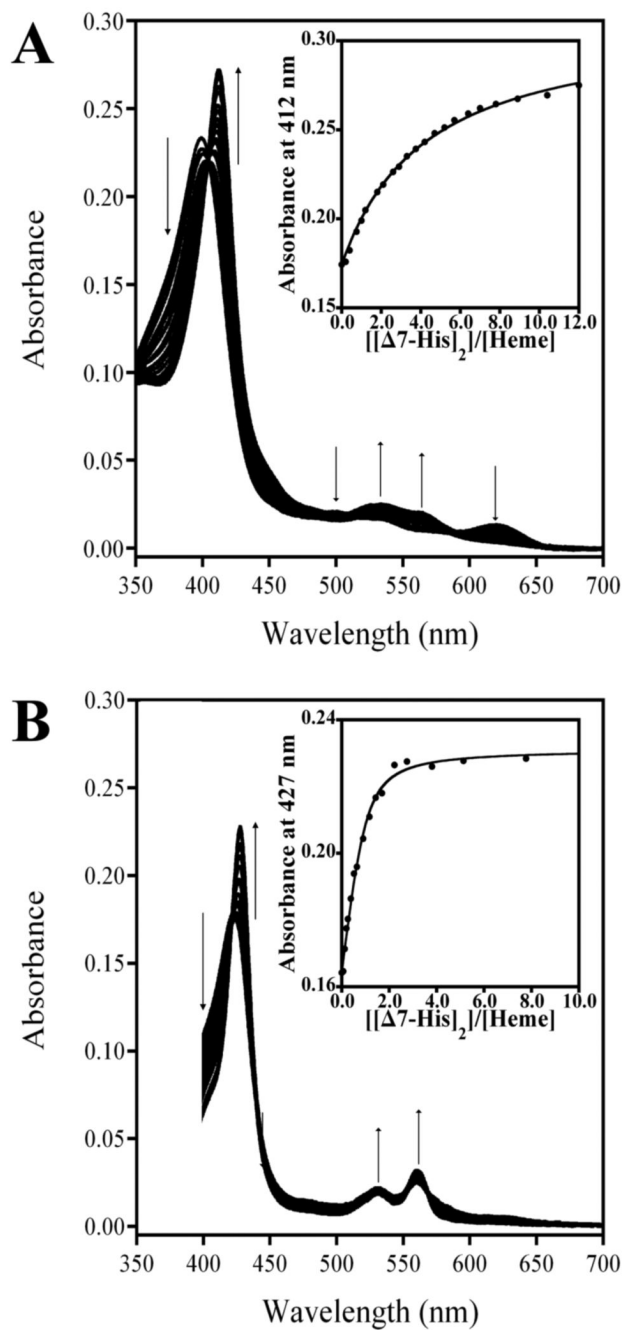 A
0.30
0.25
0.20
0.15
0.10
0.05
0.00
Absorbance
350 400 450 500 550 600 650 700
Wavelength (nm)
0.30
0.25
0.20
0.15
Absorbance at 412 nm
0.0 2.0 4.0 6.0 8.0 10.0 12.0
[[Δ7-His]2]/[Heme]
B
0.30
0.25
0.20
0.15
0.10
0.05
0.00
Absorbance
350 400 450 500 550 600 650 700
Wavelength (nm)
0.24
0.20
0.16
Absorbance at 427 nm
0.0 2.0 4.0 6.0 8.0 10.0
[[Δ7-His]2]/[Heme]